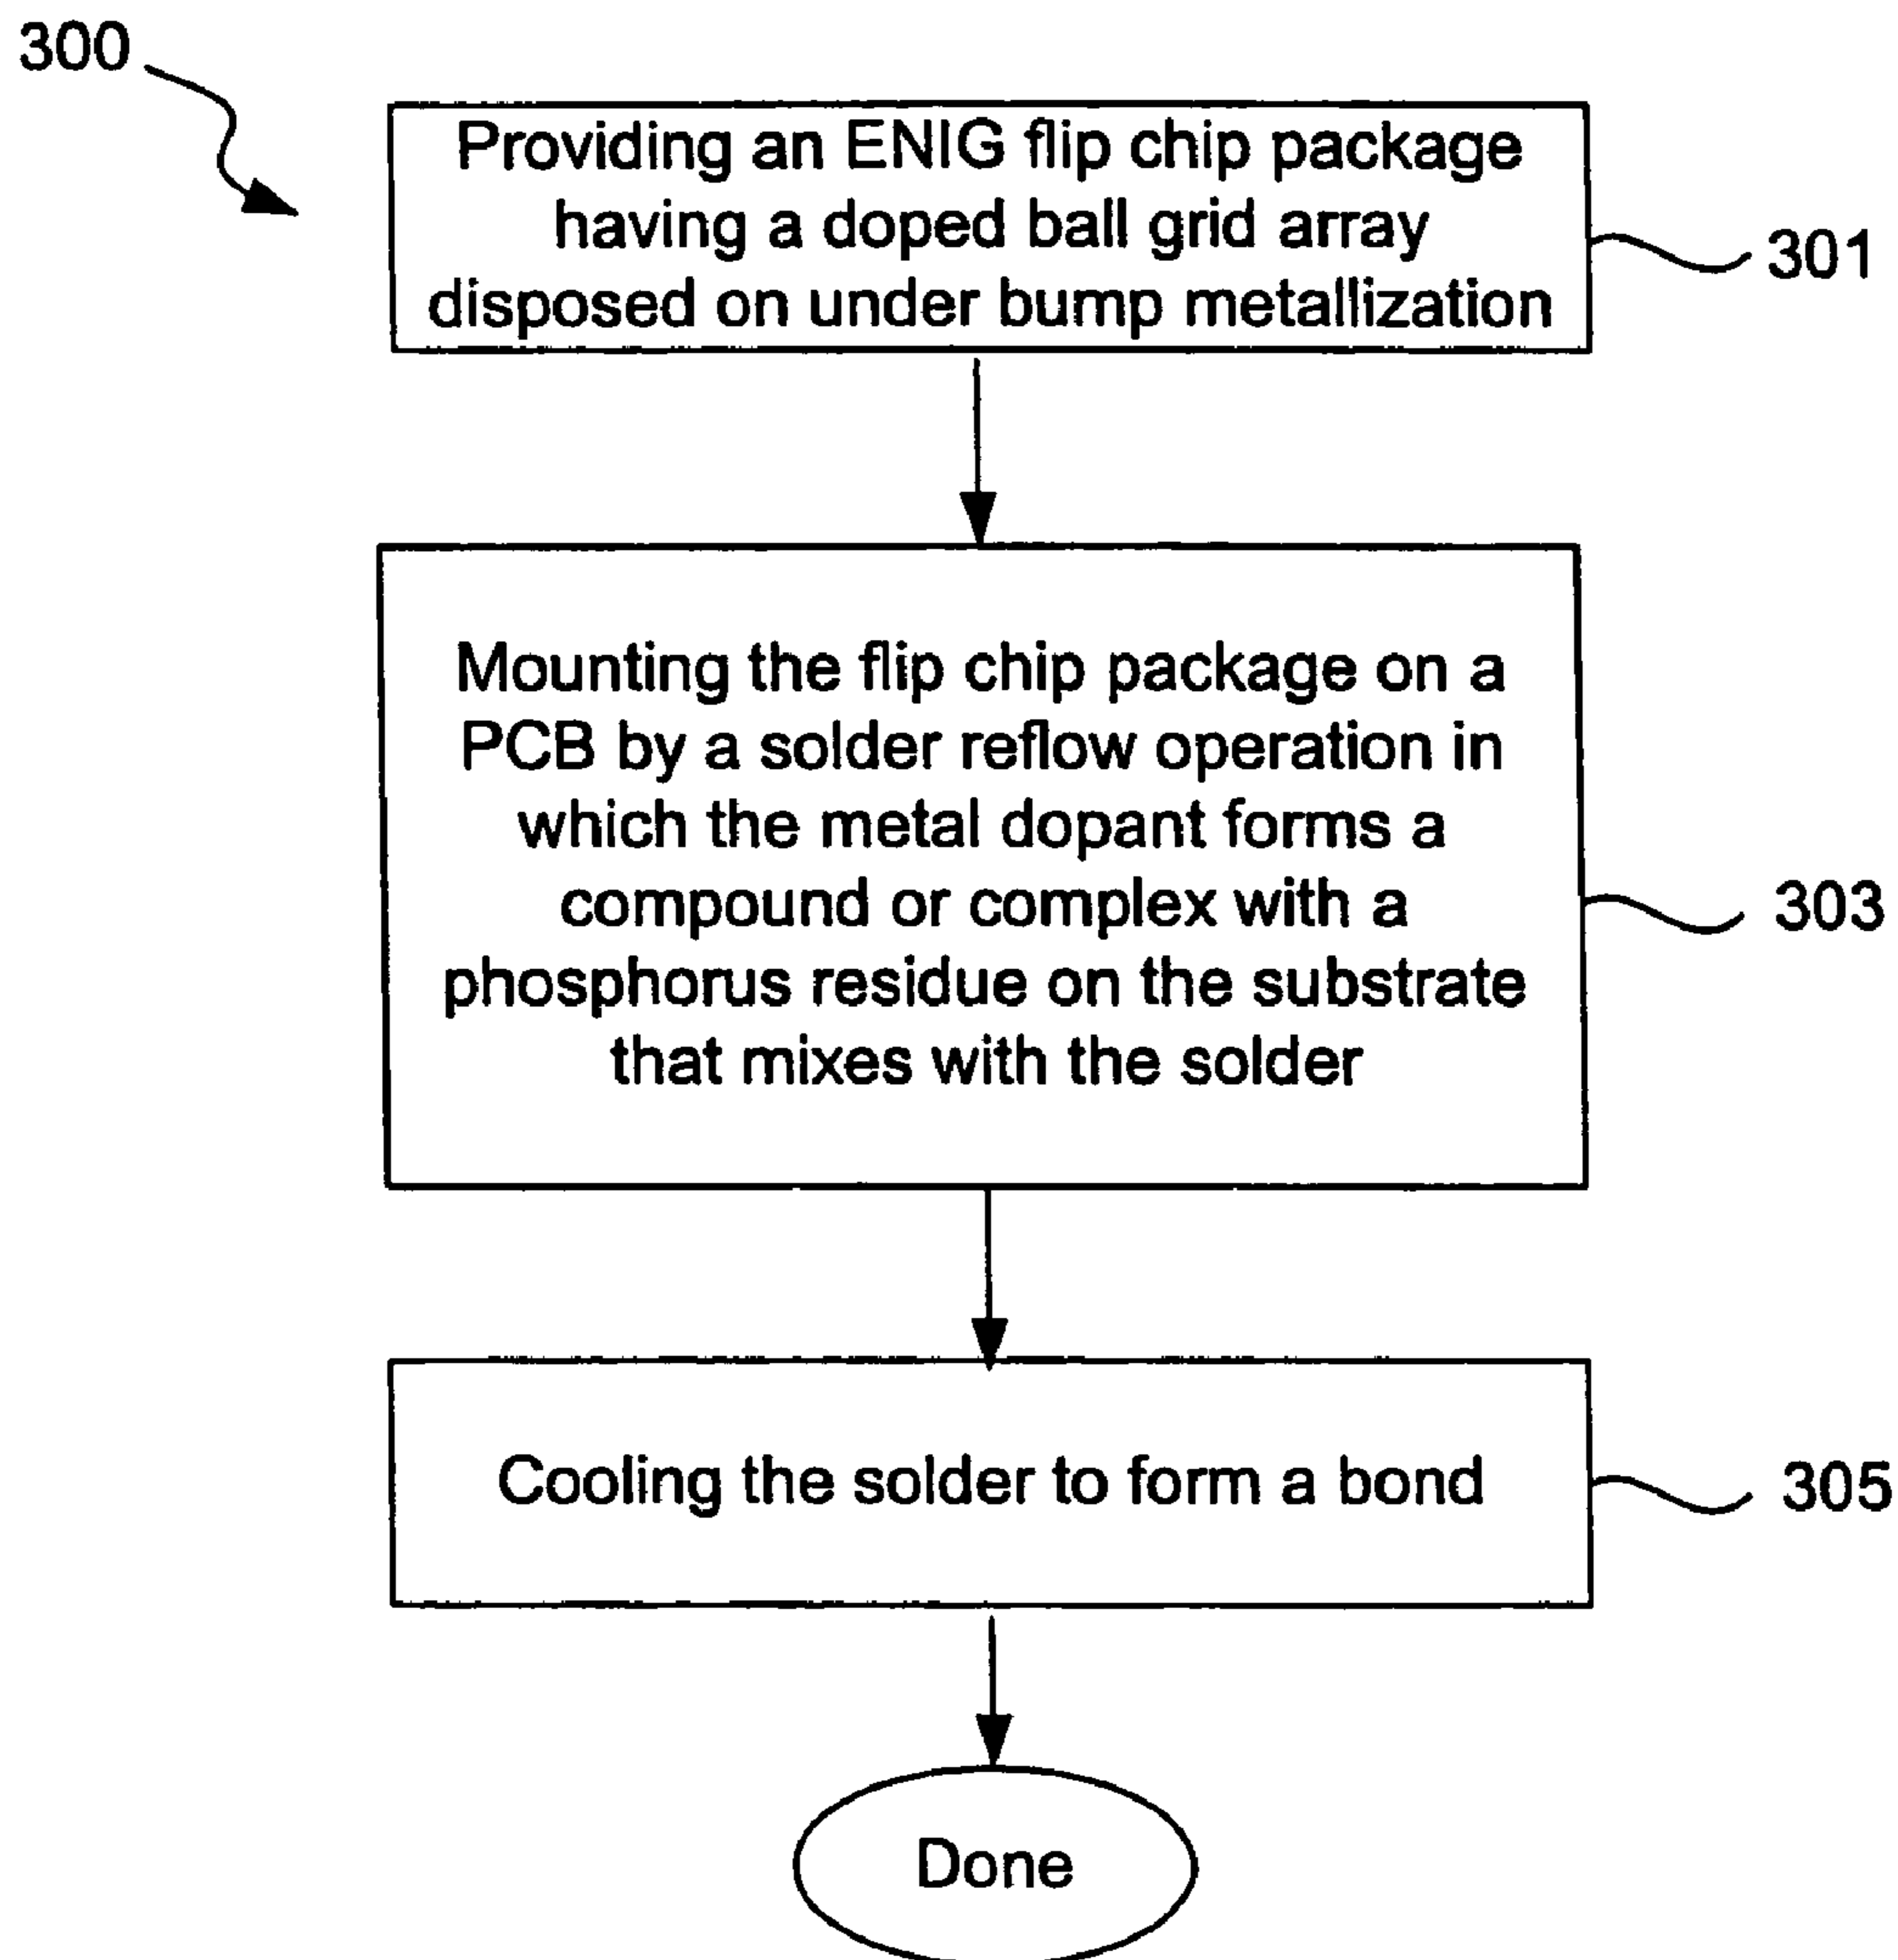 300
Providing an ENIG flip chip package
having a doped ball grid array
disposed on under bump metallization
301
Mounting the flip chip package on a
PCB by a solder reflow operation in
which the metal dopant forms a
compound or complex with a
phosphorus residue on the substrate
that mixes with the solder
303
Cooling the solder to form a bond
305
Done